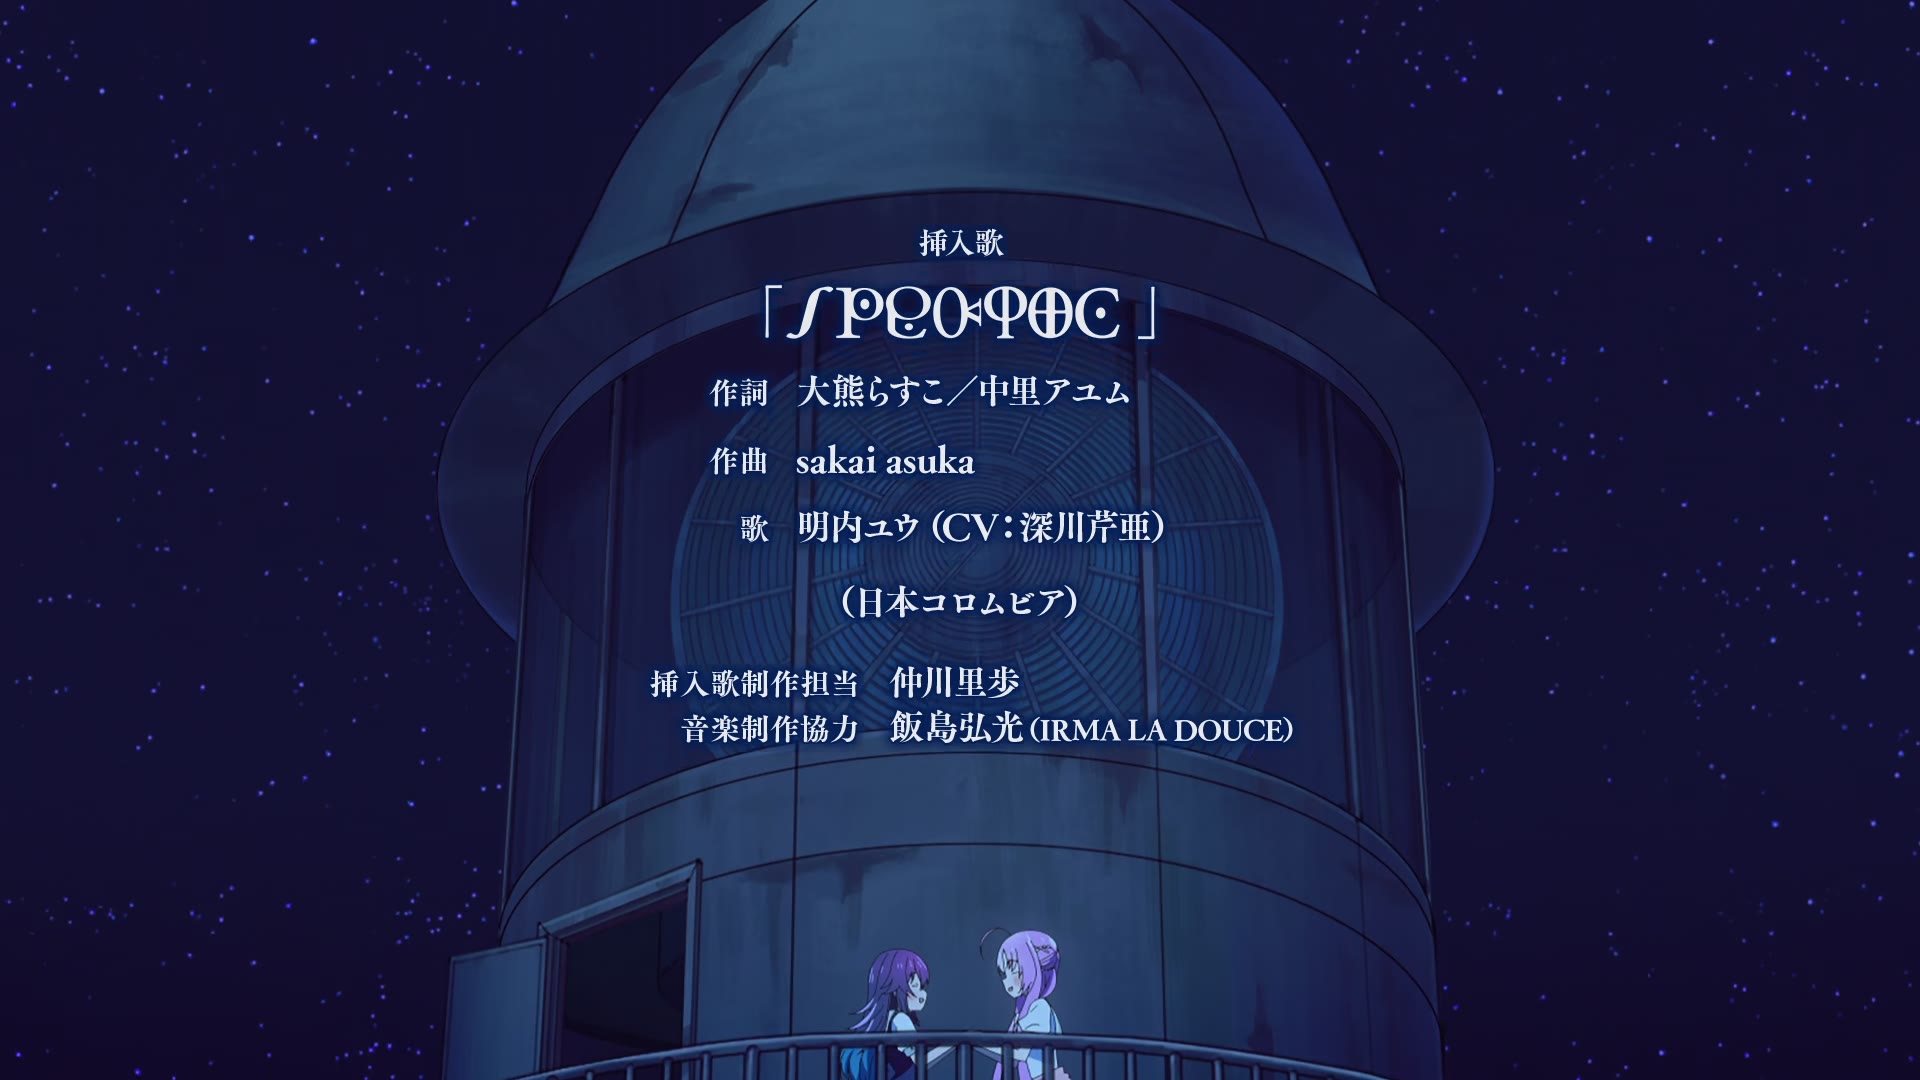 挿入歌
「」
作詞 大熊らすこ／中里アユム
作曲 sakai asuka
歌 明内ユウ（CV：深川芹亜）
（日本コロムビア）
挿入歌制作担当 仲川里歩
音楽制作協力 飯島弘光（IRMA LA DOUCE）